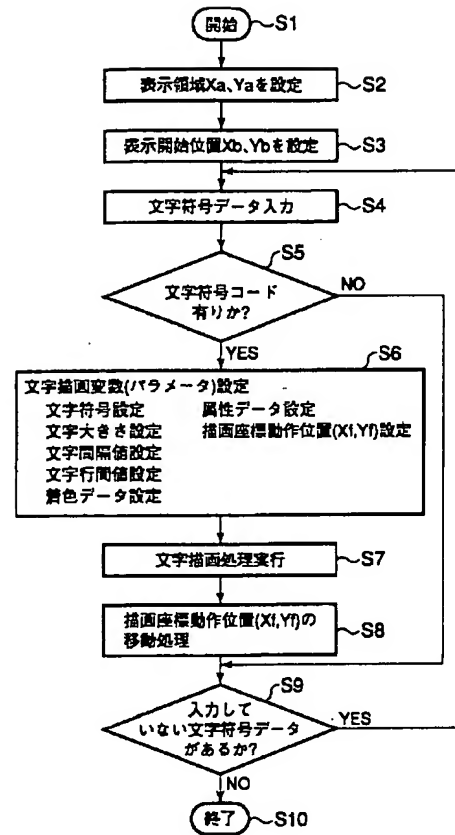 開始 S1
表示領域Xa、Yaを設定 S2
表示開始位置Xb、Ybを設定 S3
文字符号データ入力 S4
S5
文字符号コード NO
有りか?
YES S6
文字描画変数(パラメータ)設定
文字符号設定 属性データ設定
文字大きさ設定 描画座標動作位置(Xf,Yf)設定
文字間隔値設定
文字行間値設定
着色データ設定
文字描画処理実行 S7
描画座標動作位置(Xf,Yf)の S8
移動処理
S9
入力して
いない文字符号データ YES
があるか?
NO
終了 S10